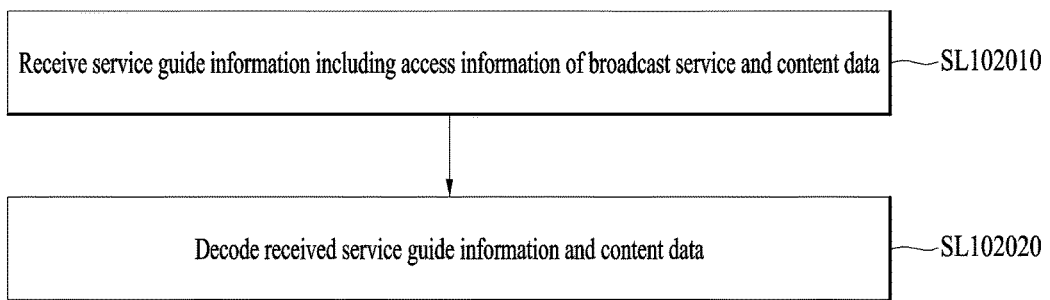 Receive service guide information including access information of broadcast service and content data
SL102010
Decode received service guide information and content data
SL102020